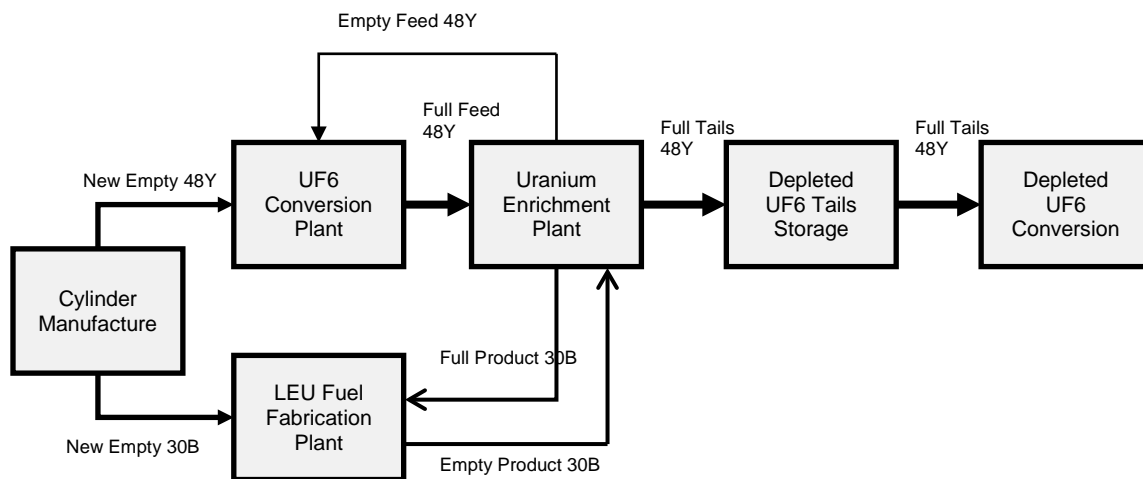 Empty Feed 48Y
Full Feed
48Y
Full Tails
48Y
Full Tails
48Y
New Empty 48Y
UF6
Conversion
Plant
Uranium
Enrichment
Plant
Depleted
UF6 Tails
Storage
Depleted
UF6
Conversion
Cylinder
Manufacture
Full Product 30B
LEU Fuel
Fabrication
Plant
New Empty 30B
Empty Product 30B